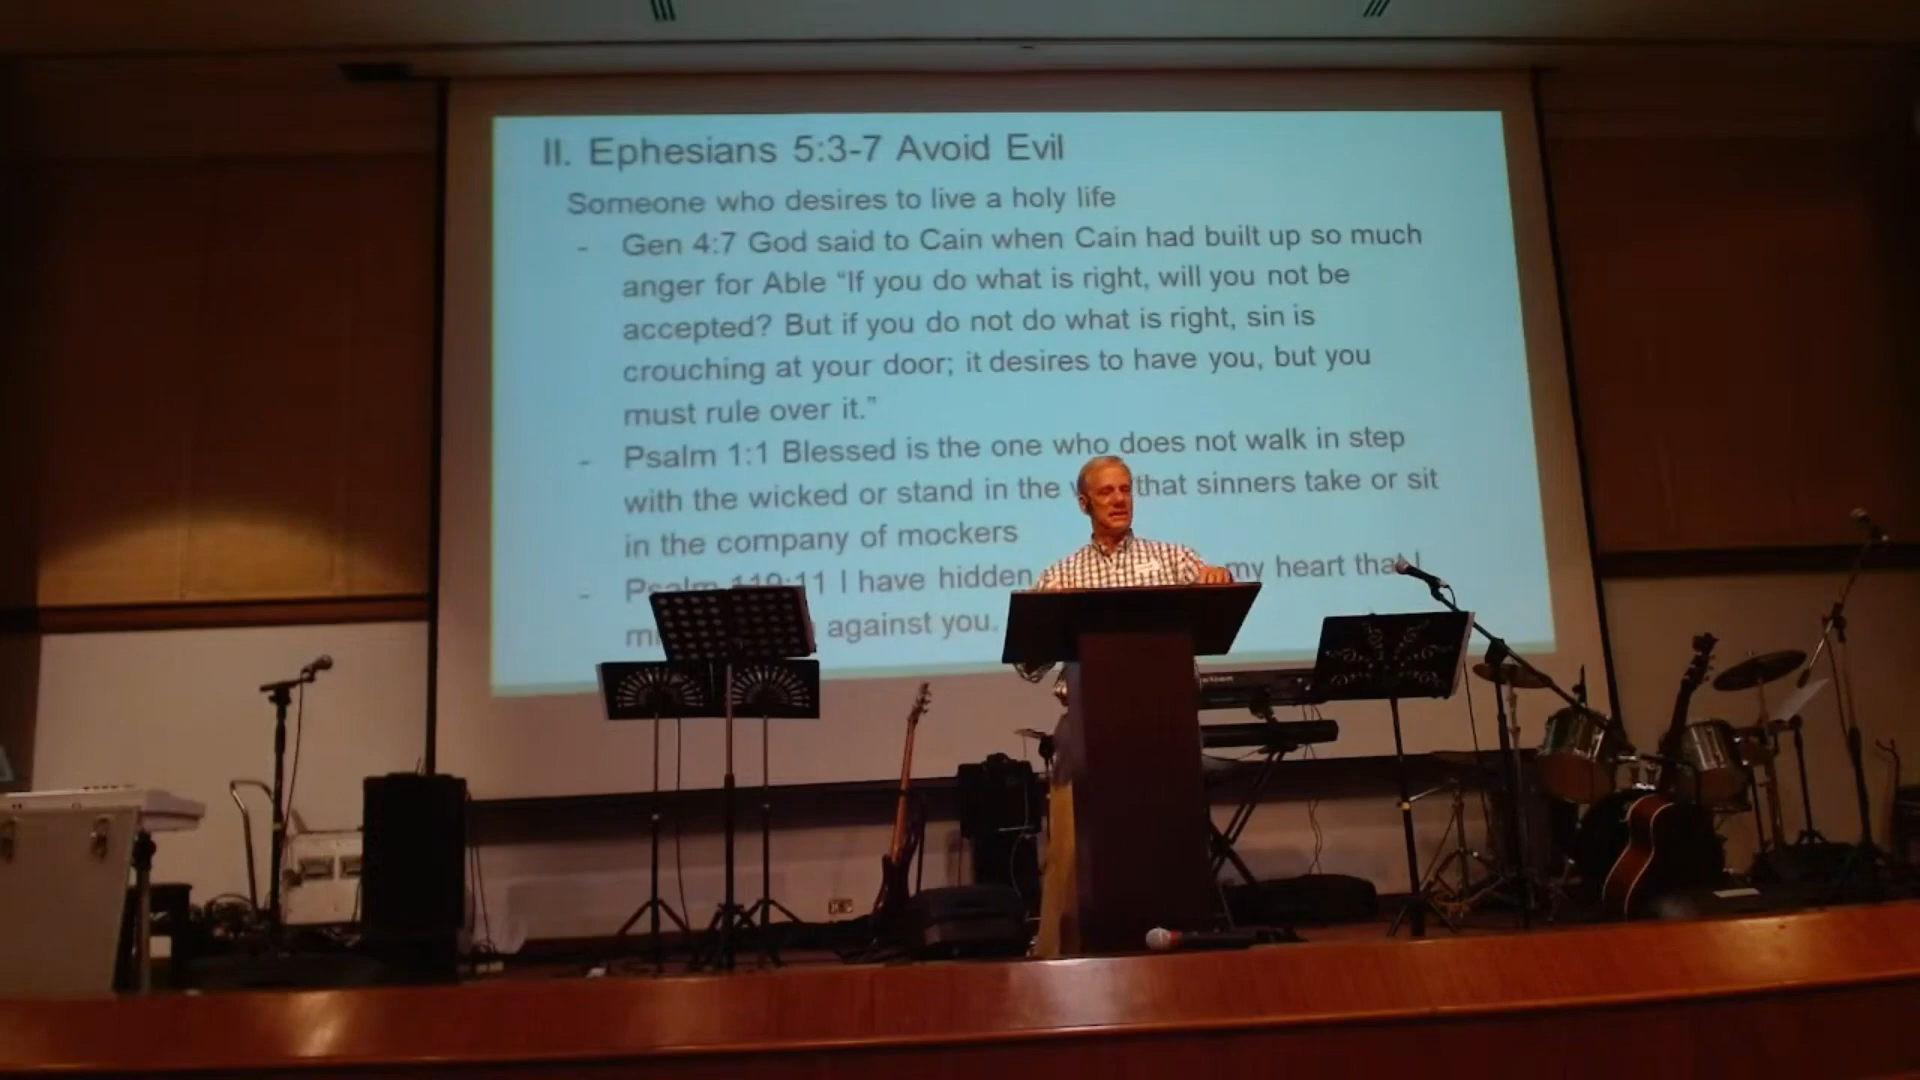 II. Ephesians 5:3-7 Avoid Evil
Someone who desires to live a holy life
- Gen 4:7 God said to Cain when Cain had built up so much
anger for Able “If you do what is right, will you not be
accepted? But if you do not do what is right, sin is
crouching at your door; it desires to have you, but you
must rule over it.”
- Psalm 1:1 Blessed is the one who does not walk in step
with the wicked or stand in the that sinners take or sit
in the company of mockers
- Psalm 119:11 I have hidden my heart that I
against you.